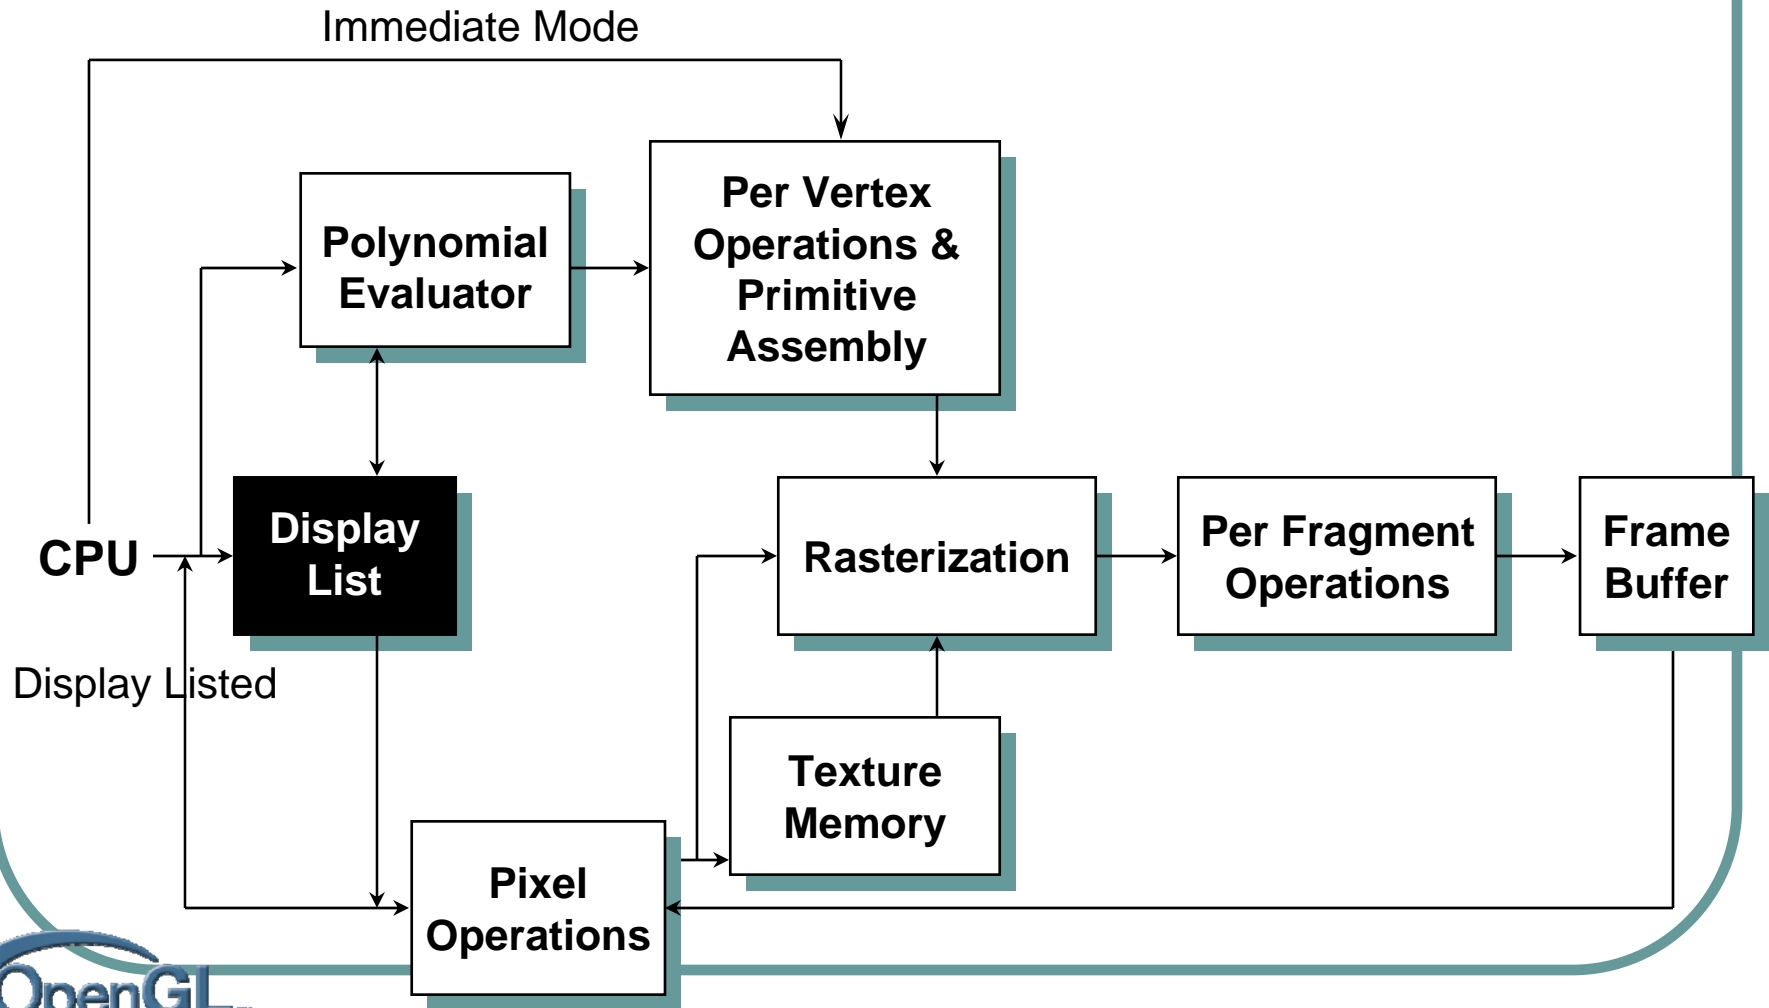 Immediate Mode
Per Vertex
Operations &
Primitive
Assembly
Polynomial
Evaluator
CPU
Display
List
Rasterization
Per Fragment
Operations
Frame
Buffer
Display Listed
Texture
Memory
Pixel
Operations
OpenGL